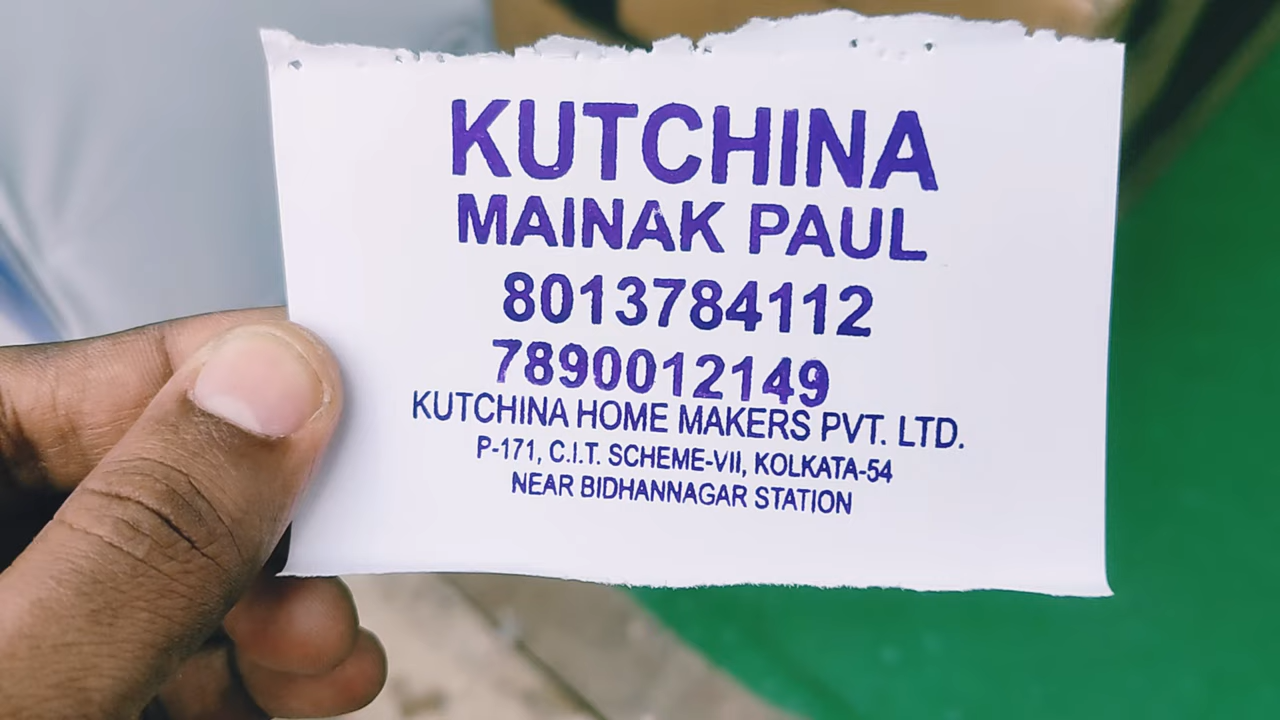 KUTCHINA
MAINAK PAUL
8013784112
7890012149
KUTCHINA HOME MAKERS PVT. LTD.
P-171, C.I.T. SCHEME-VII, KOLKATA-54
NEAR BIDHANNAGAR STATION